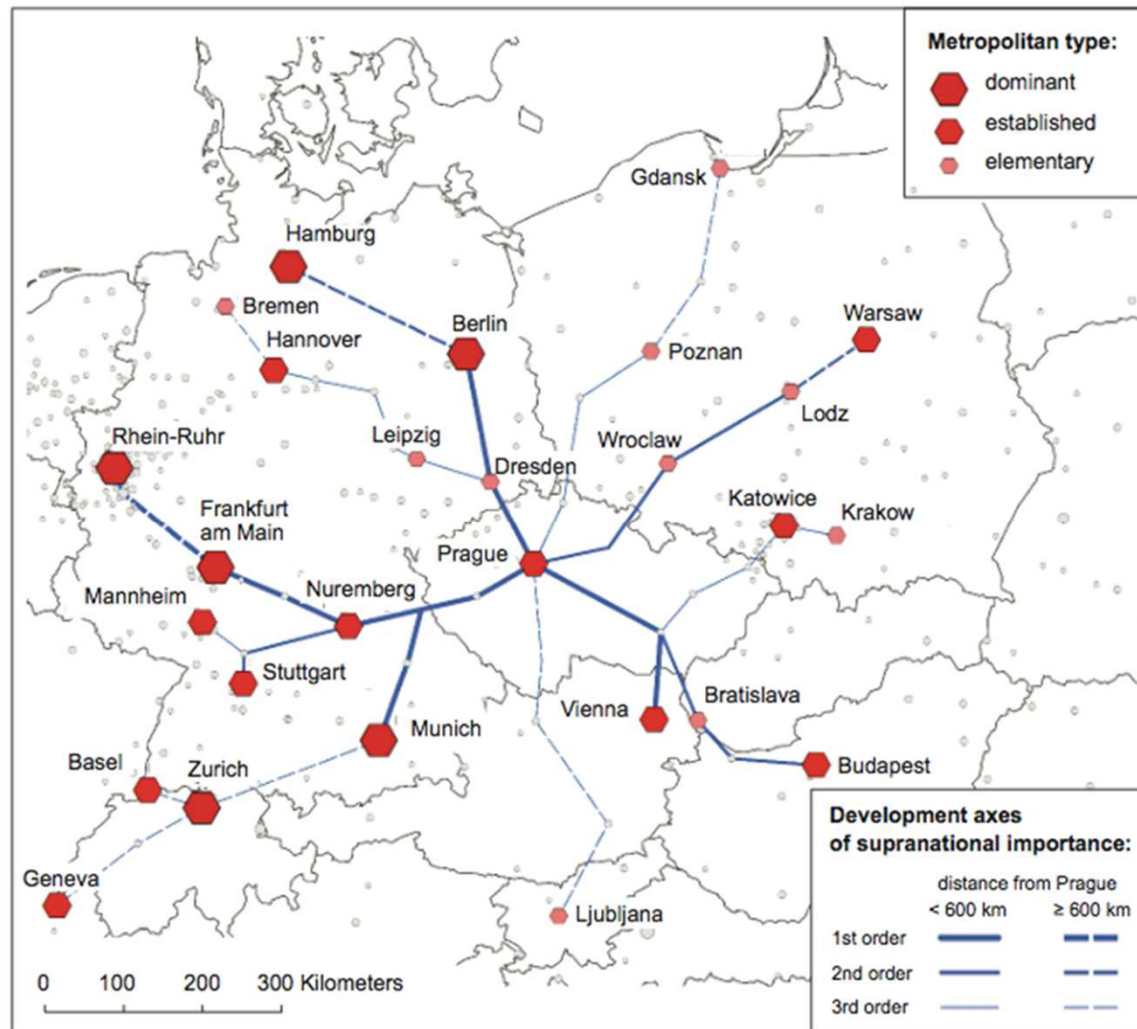 Metropolitan type:
dominant
established
elementary
Gdansk
Hamburg
Bremen
Hannover
Berlin
Warsaw
Poznan
Lodz
Rhein-Ruhr
Leipzig
Dresden
Wroclaw
Katowice
Krakow
Frankfurt
am Main
Prague
Mannheim
Nuremberg
Stuttgart
Munich
Vienna
Bratislava
Budapest
Basel
Zurich
Geneva
Ljubljana
Development axes
of supranational importance:
distance from Prague
< 600 km ≥ 600 km
1st order
2nd order
3rd order
0 100 200 300 Kilometers